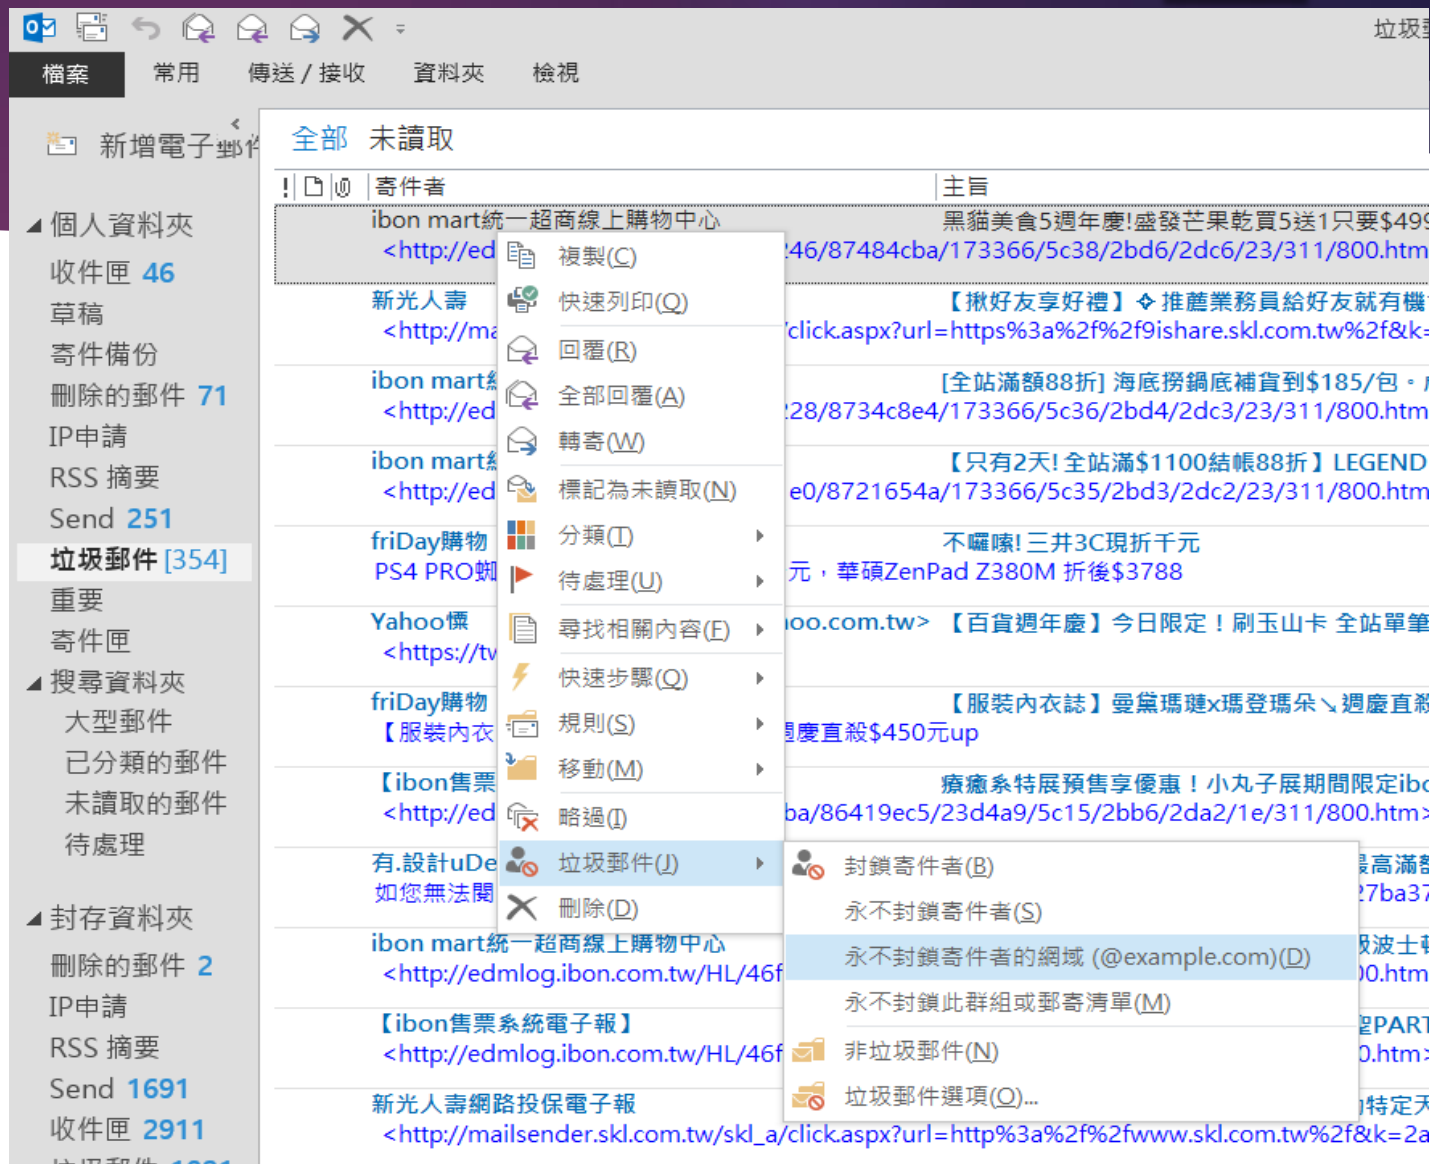 垃圾
檔案 常用 傳送 / 接收 資料夾 檢視
新增電子郵件
全部 未讀取
寄件者 主旨
個人資料夾
收件匣 46
草稿
寄件備份
刪除的郵件 71
IP申請
RSS 摘要
Send 251
垃圾郵件 [354]
重要
寄件匣
搜尋資料夾
大型郵件
已分類的郵件
未讀取的郵件
待處理
封存資料夾
刪除的郵件 2
IP申請
RSS 摘要
Send 1691
收件匣 2911
ibon mart統一超商線上購物中心 黑貓美食5週年慶!盛發芒果乾買5送1只要$499
<http://ed 246/87484cba/173366/5c38/2bd6/2dc6/23/311/800.htm
新光人壽 【揪好友享好禮】✧推薦業務員給好友就有機
<http://ma /click.aspx?url=https%3a%2f%2f9ishare.skl.com.tw%2f&k=
ibon mart [全站滿額88折] 海底撈鍋底補貨到$185/包。
<http://ed 228/8734c8e4/173366/5c36/2bd4/2dc3/23/311/800.htm
ibon mart 【只有2天!全站滿$1100結帳88折】LEGEND
<http://ed e0/8721654a/173366/5c35/2bd3/2dc2/23/311/800.htm
friDay購物 不囉嗦!三井3C現折千元
PS4 PRO蜘 元，華碩ZenPad Z380M 折後$3788
Yahoo oo.com.tw> 【百貨週年慶】今日限定！刷玉山卡 全站單筆
<https://tw
friDay購物 【服裝內衣誌】曼黛瑪璉x瑪登瑪朵↘週慶直殺
【服裝內衣 週慶直殺$450元up
【ibon售票 療癒系特展預售享優惠！小丸子展期間限定ibo
<http://ed ba/86419ec5/23d4a9/5c15/2bb6/2da2/1e/311/800.htm>
有.設計uDe 最高滿額
如您無法閱 27ba37
ibon mart統一超商線上購物中心 級波士頓
<http://edmlog.ibon.com.tw/HL/46f 00.htm
【ibon售票系統電子報】 聖PART
<http://edmlog.ibon.com.tw/HL/46f 0.htm>
新光人壽網路投保電子報 特定天
<http://mailsender.skl.com.tw/skl_a/click.aspx?url=http%3a%2f%2fwww.skl.com.tw%2f&k=2a
複製(C)
快速列印(Q)
回覆(R)
全部回覆(A)
轉寄(W)
標記為未讀取(N)
分類(T)
待處理(U)
尋找相關內容(F)
快速步驟(Q)
規則(S)
移動(M)
略過(I)
垃圾郵件(J)
刪除(D)
封鎖寄件者(B)
永不封鎖寄件者(S)
永不封鎖寄件者的網域 (@example.com)(D)
永不封鎖此群組或郵寄清單(M)
非垃圾郵件(N)
垃圾郵件選項(O)...